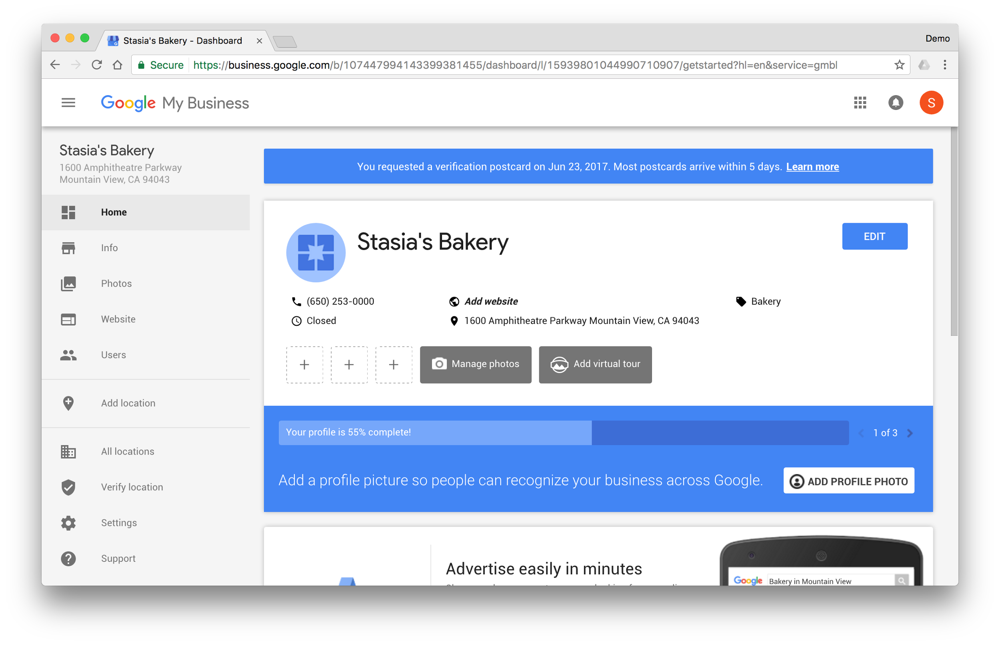 Stasia's Bakery - Dashboard
Demo
Secure https://business.google.com/b/107447994143399381455/dashboard/l/15939801044990710907/getstarted?hl=en&service=gmbl
Google My Business
S
Stasia's Bakery
1600 Amphitheatre Parkway
Mountain View, CA 94043
Home
Info
Photos
Website
Users
Add location
All locations
Verify location
Settings
Support
You requested a verification postcard on Jun 23, 2017. Most postcards arrive within 5 days. Learn more
Stasia's Bakery
EDIT
(650) 253-0000
Add website
Bakery
Closed
1600 Amphitheatre Parkway Mountain View, CA 94043
Manage photos
Add virtual tour
Your profile is 55% complete!
1 of 3
Add a profile picture so people can recognize your business across Google.
ADD PROFILE PHOTO
Advertise easily in minutes
Google Bakery in Mountain View